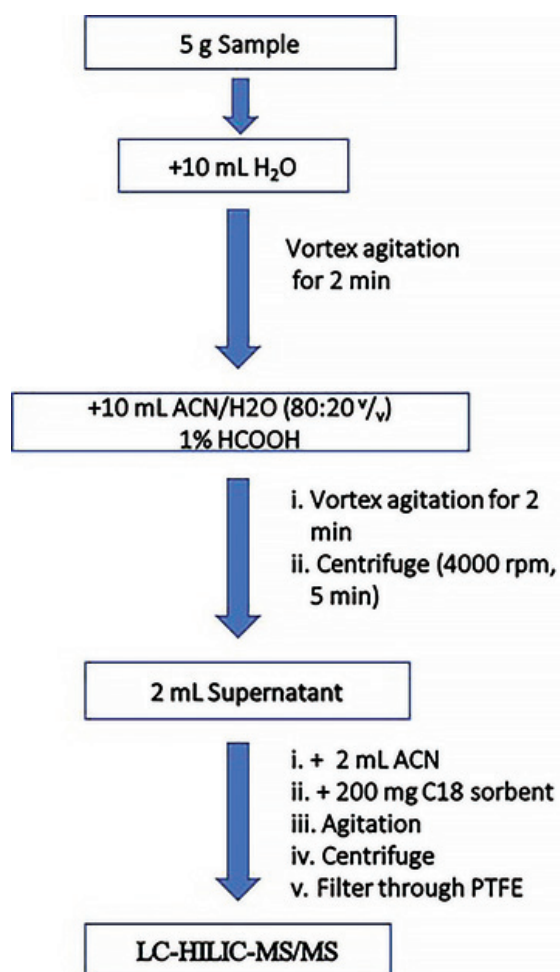 5 g Sample
+10 mL H₂O
Vortex agitation
for 2 min
+10 mL ACN/H2O (80:20 ᵛ/ᵥ)
1% HCOOH
i. Vortex agitation for 2
min
ii. Centrifuge (4000 rpm,
5 min)
2 mL Supernatant
i. + 2 mL ACN
ii. + 200 mg C18 sorbent
iii. Agitation
iv. Centrifuge
v. Filter through PTFE
LC-HILIC-MS/MS